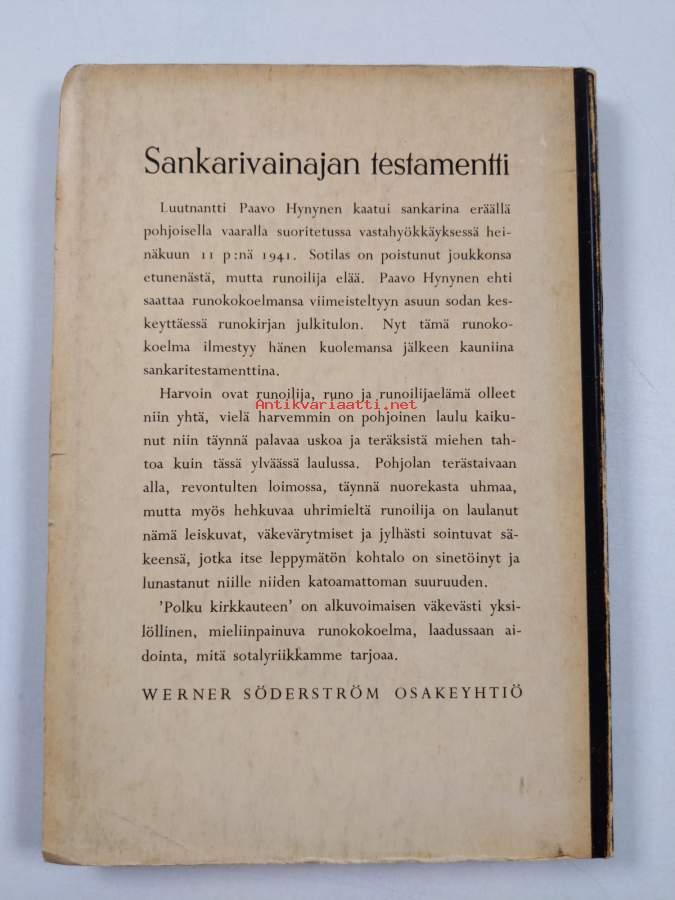 Sankarivainajan testamentti
Luutnantti Paavo Hynynen kaatui sankarina eräällä
pohjoisella vaaralla suoritetussa vastahyökkäyksessä hei-
näkuun 11 p:nä 1941. Sotilas on poistunut joukkonsa
etunenästä, mutta runoilija elää. Paavo Hynynen ehti
saattaa runokokoelmansa viimeisteltyyn asuun sodan kes-
keyttäessä runokirjan julkitulon. Nyt tämä runoko-
koelma ilmestyy hänen kuolemansa jälkeen kauniina
sankaritestamenttina.
Harvoin ovat runoilija, runo ja runoilijaelämä olleet
Antikvariaatti.net
niin yhtä, vielä harvemmin on pohjoinen laulu kaiku-
nut niin täynnä palavaa uskoa ja teräksistä miehen tah-
toa kuin tässä ylväässä laulussa. Pohjolan terästaivaan
alla, revontulten loimossa, täynnä nuorekasta uhmaa,
mutta myös hehkuvaa uhrimieltä runoilija on laulanut
nämä leiskuvat, väkevärytmiset ja jylhästi sointuvat sä-
keensä, jotka itse leppymätön kohtalo on sinetöinyt ja
lunastanut niille niiden katoamattoman suuruuden.
'Polku kirkkauteen' on alkuvoimaisen väkevästi yksi-
löllinen, mieliinpainuva runokokoelma, laadussaan ai-
dointa, mitä sotalyriikkamme tarjoaa.
WERNER SÖDERSTRÖM OSAKEYHTIÖ